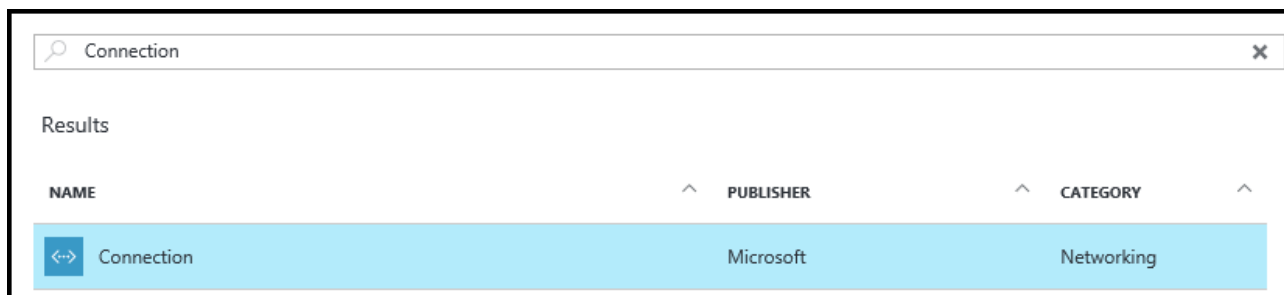 Connection
Results
NAME PUBLISHER CATEGORY
Connection Microsoft Networking